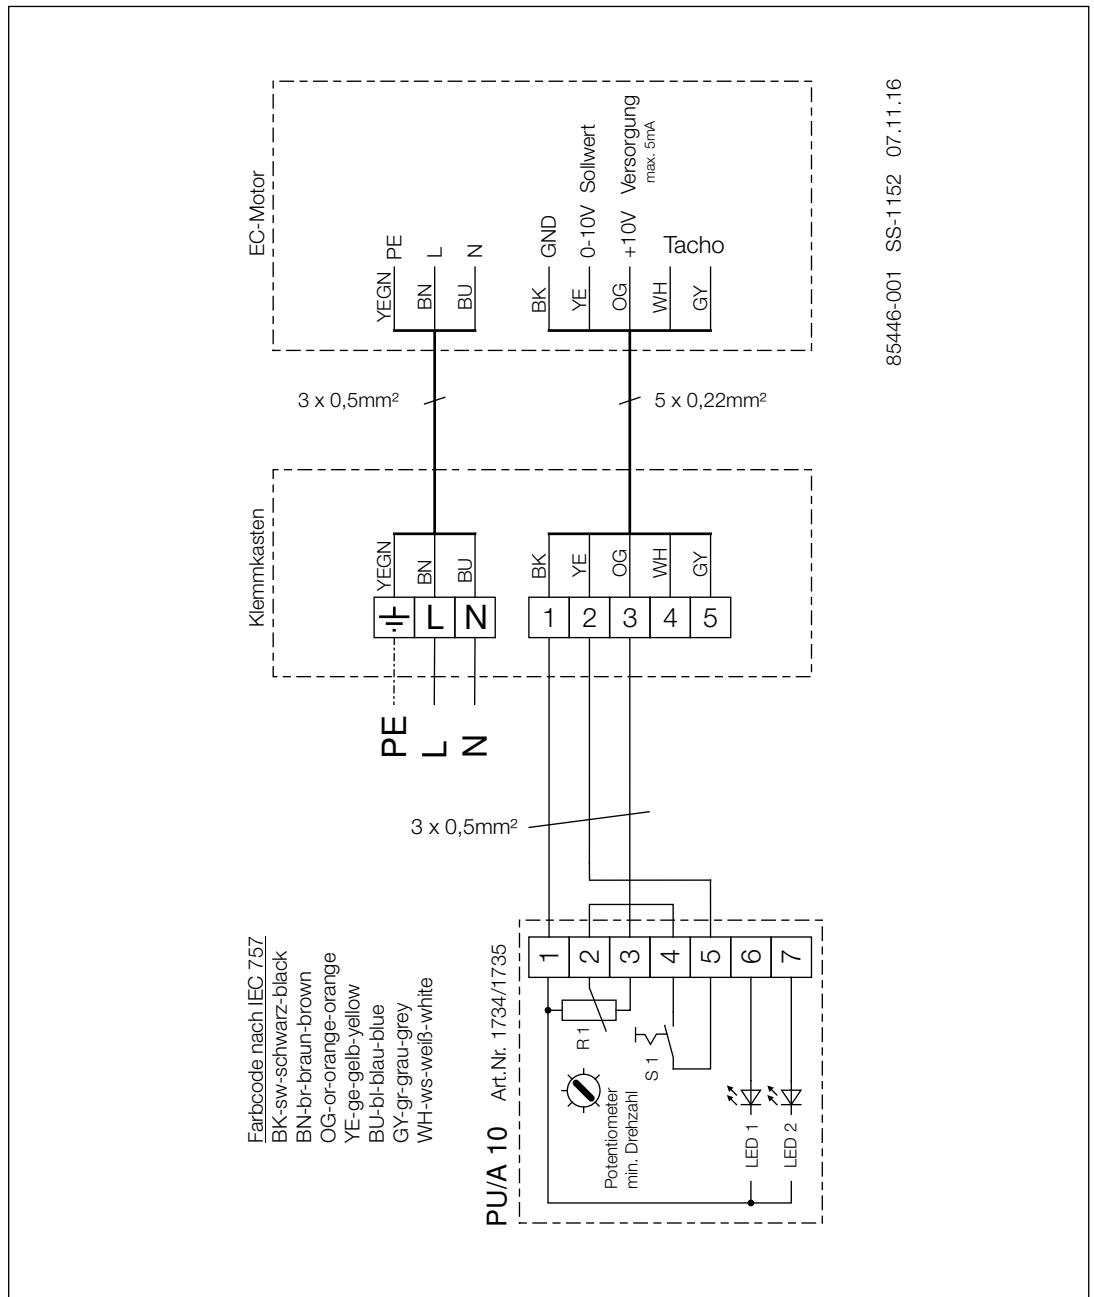 EC-Motor
YEGN
PE
BN
L
BU
N
BK
GND
YE
0-10V Sollwert
OG
+10V Versorgung
max. 5mA
WH
GY
Tacho
3 x 0,5mm²
5 x 0,22mm²
Klemmkasten
YEGN
BN
BU
BK
YE
OG
WH
GY
L
N
1
2
3
4
5
PE
L
N
3 x 0,5mm²
PU/A 10 Art.Nr. 1734/1735
1
2
3
4
5
6
7
R 1
S 1
Potentiometer
min. Drehzahl
LED 1
LED 2
Farbcode nach IEC 757
BK-sw-schwarz-black
BN-br-braun-brown
OG-or-orange-orange
YE-ge-gelb-yellow
BU-bl-blau-blue
GY-gr-grau-grey
WH-ws-weiß-white
85446-001 SS-1152 07.11.16